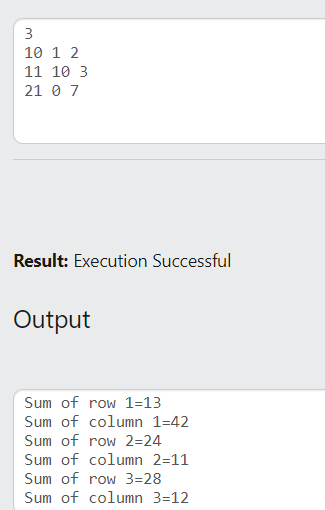 3
10 1 2
11 10 3
21 0 7
Result: Execution Successful
Output
Sum of row 1=13
Sum of column 1=42
Sum of row 2=24
Sum of column 2=11
Sum of row 3=28
Sum of column 3=12